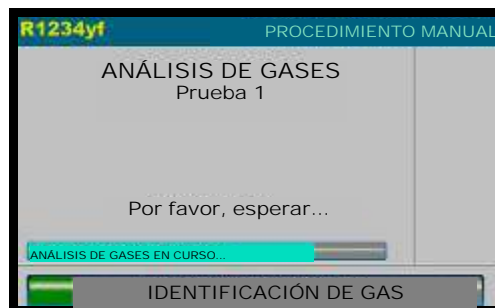 R1234yf
PROCEDIMIENTO MANUAL
ANÁLISIS DE GASES
Prueba 1
Por favor, esperar...
ANÁLISIS DE GASES EN CURSO...
IDENTIFICACIÓN DE GAS